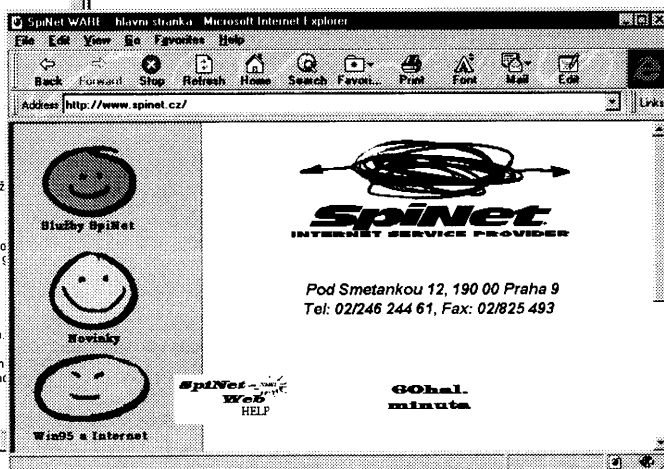 SpiNet WARE - hlavni stranka - Microsoft Internet Explorer
File Edit View Go Favorites Help
Back Forward Stop Refresh Home Search Favori... Print Font Mail Edit
Address http://www.spinet.cz/ Links
Služby SpiNet
SpiNet
INTERNET SERVICE PROVIDER
Novinky
Pod Smetankou 12, 190 00 Praha 9
Tel: 02/246 244 61, Fax: 02/825 493
Win95 a Internet
SpiNet
Web
HELP
60hal.
minuta